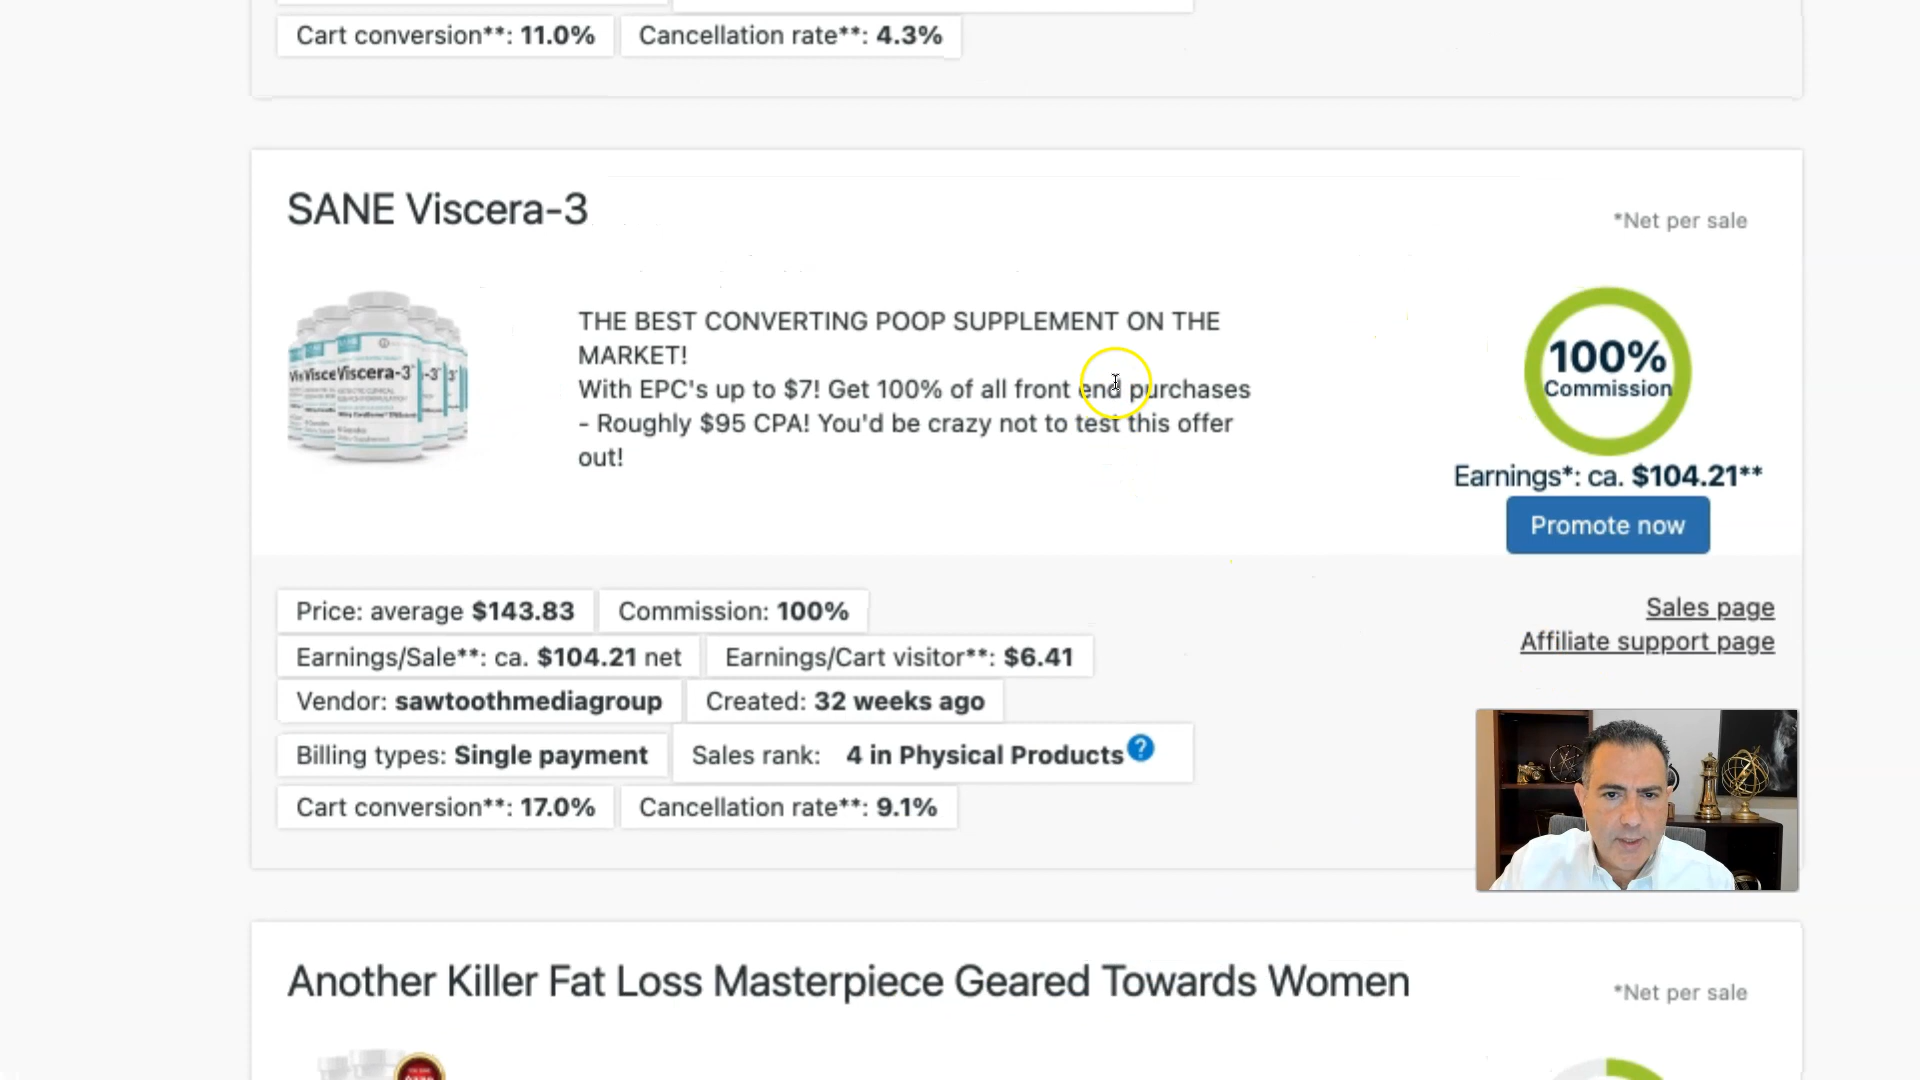 Cart conversion**: 11.0% Cancellation rate**: 4.3%
SANE Viscera-3
*Net per sale
THE BEST CONVERTING POOP SUPPLEMENT ON THE
MARKET!
With EPC's up to $7! Get 100% of all front end purchases
- Roughly $95 CPA! You'd be crazy not to test this offer
out!
100%
Commission
Earnings*: ca. $104.21**
Promote now
Viscera-3
Price: average $143.83 Commission: 100%
Earnings/Sale**: ca. $104.21 net Earnings/Cart visitor**: $6.41
Vendor: sawtoothmediagroup Created: 32 weeks ago
Billing types: Single payment Sales rank: 4 in Physical Products ?
Cart conversion**: 17.0% Cancellation rate**: 9.1%
Sales page
Affiliate support page
Another Killer Fat Loss Masterpiece Geared Towards Women
*Net per sale